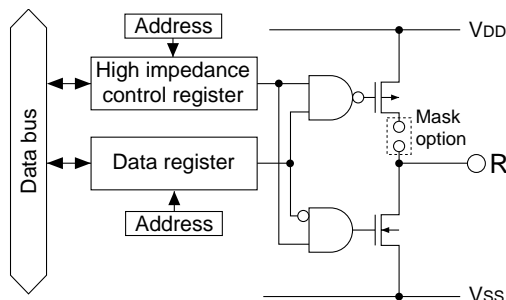 Address
VDD
High impedance
control register
Mask
option
Data bus
Data register
R
Address
VSS